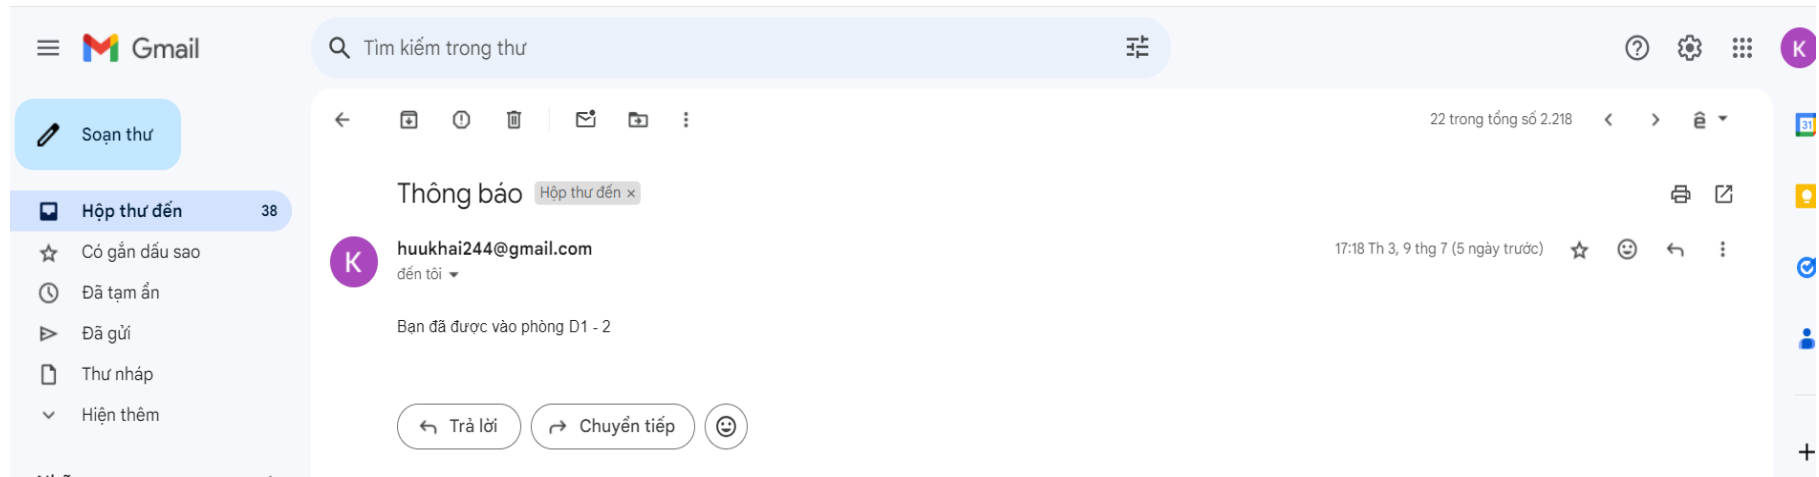 Gmail
Tìm kiếm trong thư
K
Soạn thư
22 trong tổng số 2.218
ê
31
Thông báo
Hộp thư đến ×
Hộp thư đến 38
Có gắn dấu sao
Đã tạm ẩn
Đã gửi
Thư nháp
Hiện thêm
K
huukhai244@gmail.com
17:18 Th 3, 9 thg 7 (5 ngày trước)
đến tôi
Bạn đã được vào phòng D1 - 2
Trả lời
Chuyển tiếp